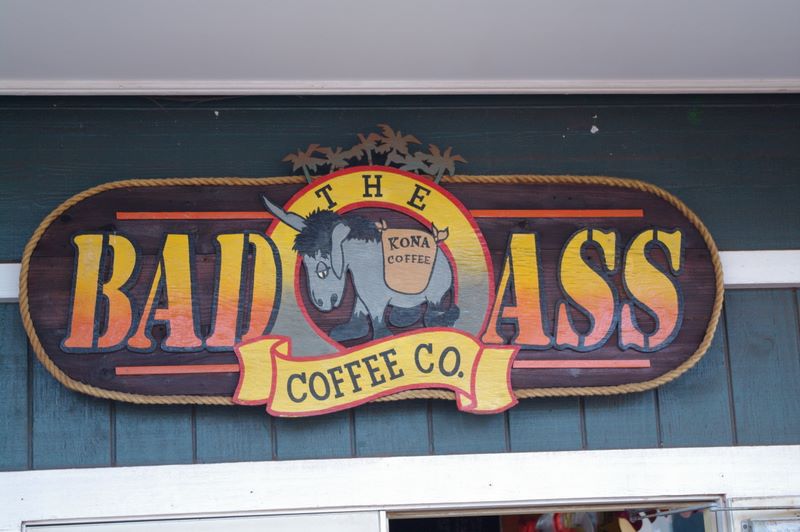 THE
BAD ASS
KONA
COFFEE
COFFEE CO.